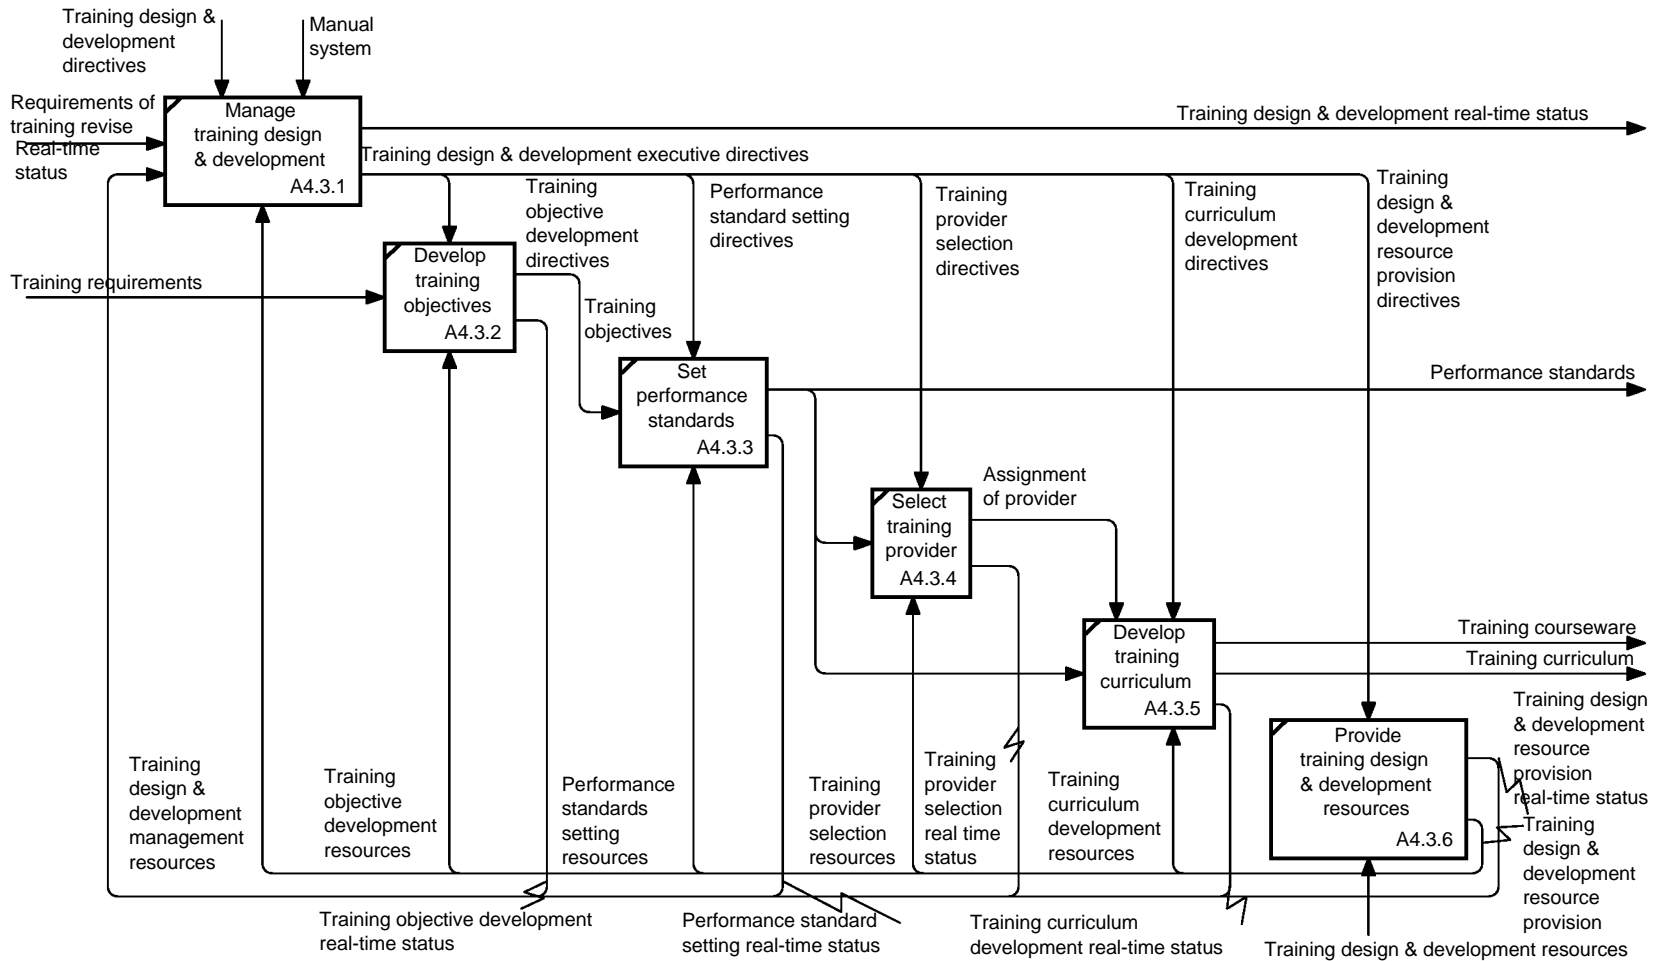 Training design &
development
directives
Manual
system
Requirements of
training revise
Real-time
status
Manage
training design
& development
A4.3.1
Training design & development real-time status
Training design & development executive directives
Training
objective
development
directives
Performance
standard setting
directives
Training
provider
selection
directives
Training
curriculum
development
directives
Training
design &
development
resource
provision
directives
Training requirements
Develop
training
objectives
A4.3.2
Training
objectives
Set
performance
standards
A4.3.3
Performance standards
Select
training
provider
A4.3.4
Assignment
of provider
Develop
training
curriculum
A4.3.5
Training courseware
Training curriculum
Provide
training design
& development
resources
A4.3.6
Training design
& development
resource
provision
real-time status
Training
design &
development
resource
provision
Training
design &
development
management
resources
Training
objective
development
resources
Performance
standards
setting
resources
Training
provider
selection
resources
Training
provider
selection
real time
status
Training
curriculum
development
resources
Training objective development
real-time status
Performance standard
setting real-time status
Training curriculum
development real-time status
Training design & development resources